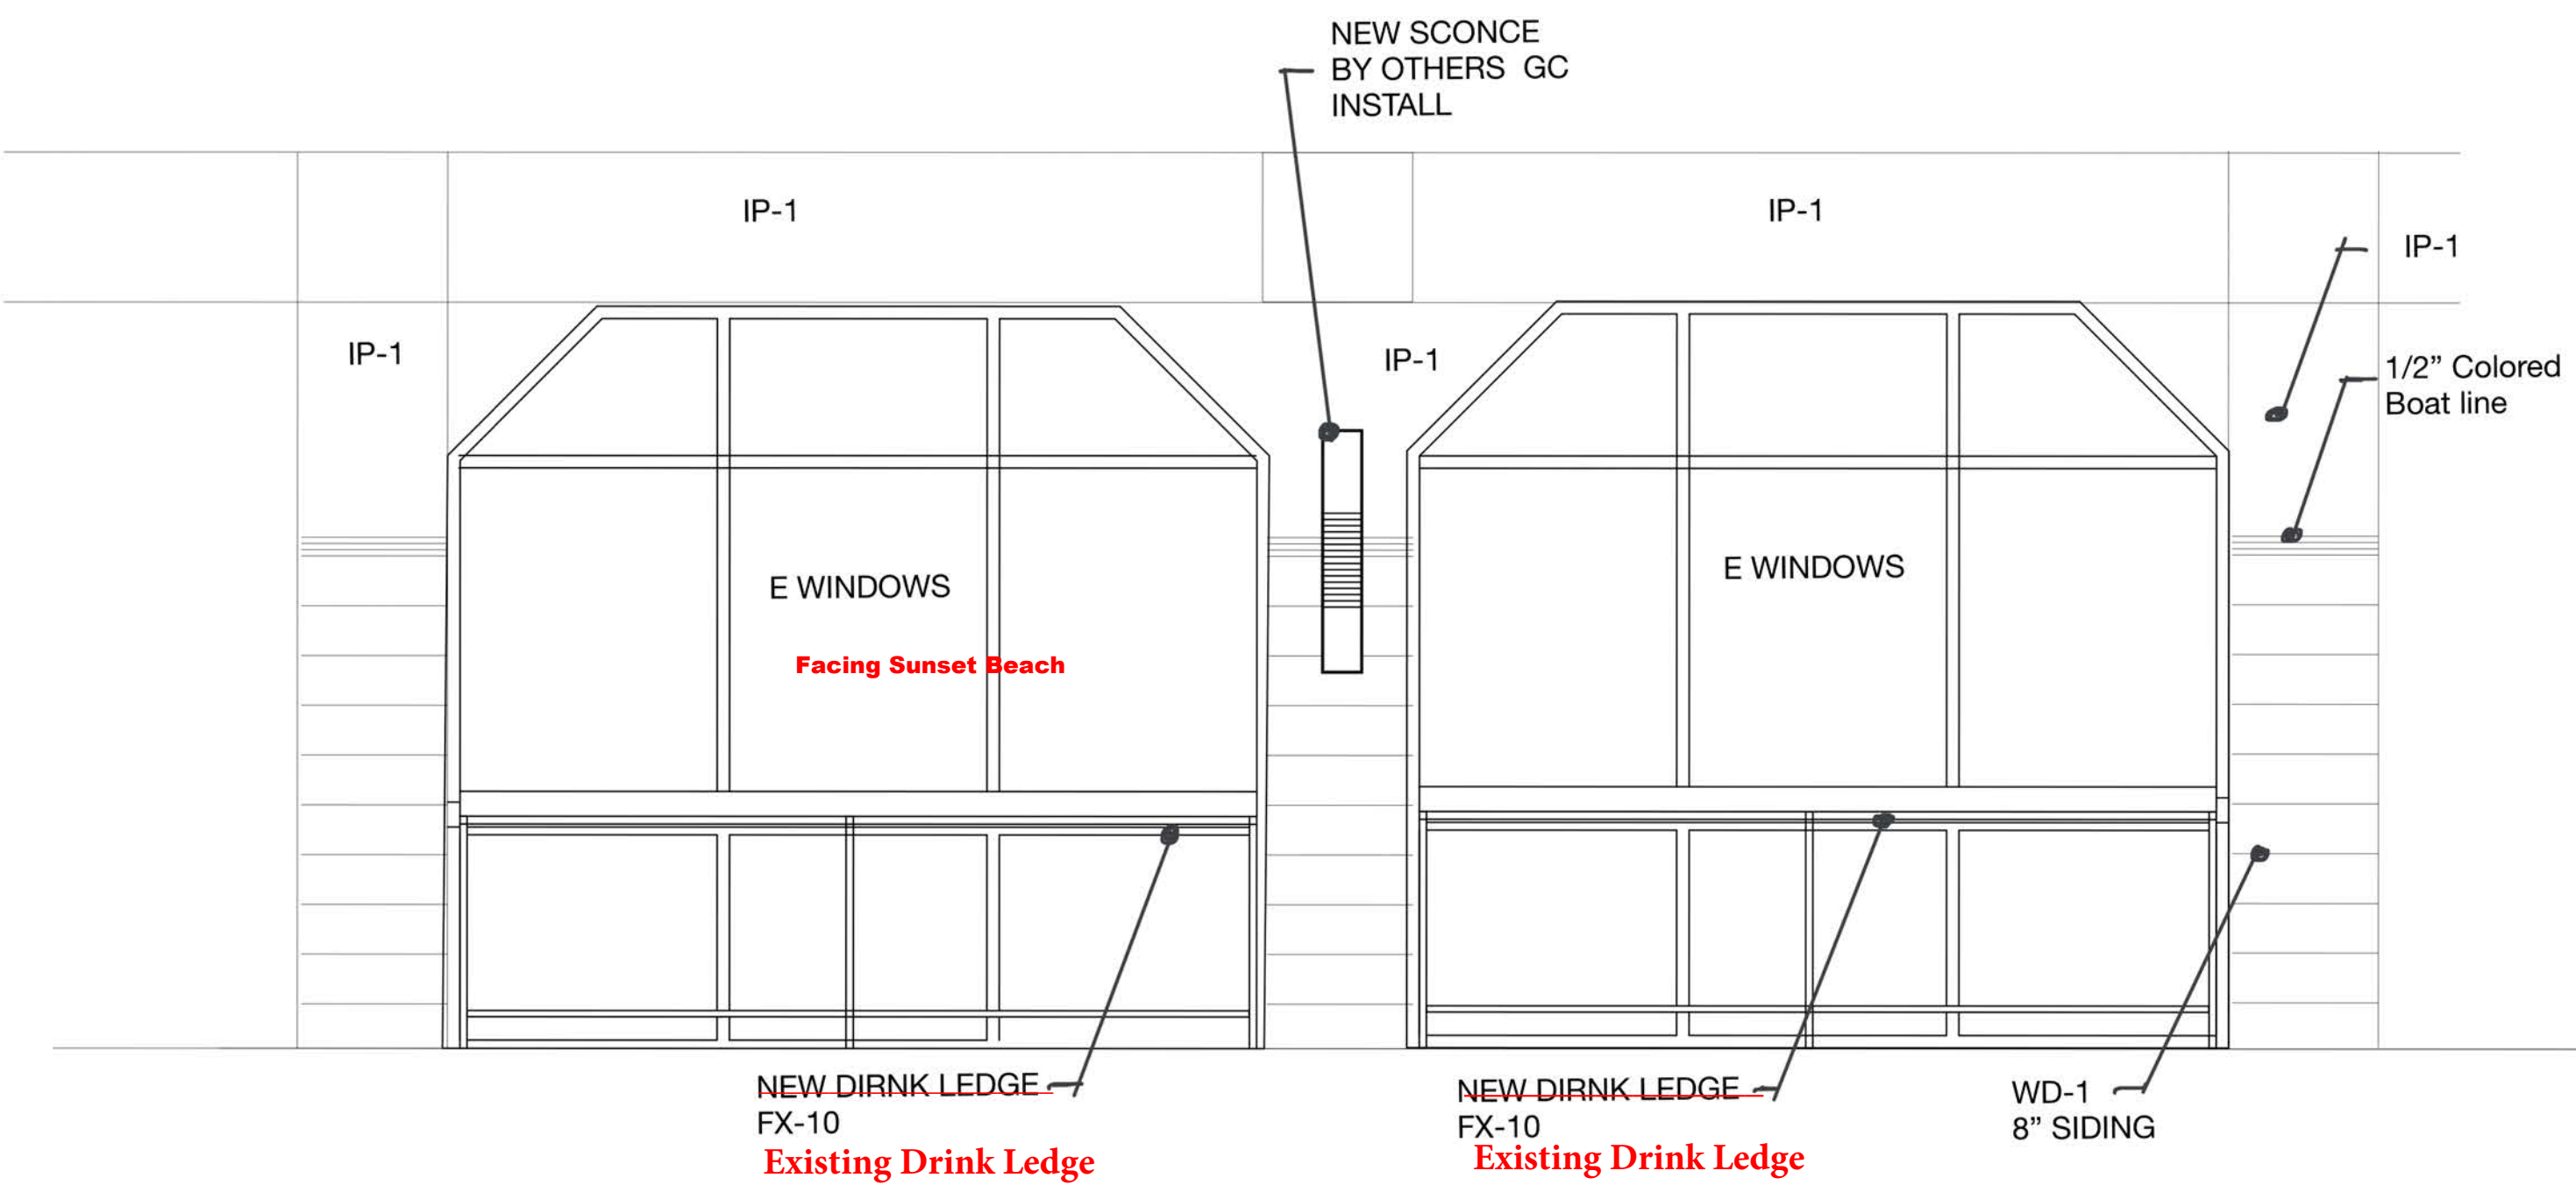 NEW SCONCE
BY OTHERS GC
INSTALL
IP-1
IP-1
IP-1
IP-1
IP-1
1/2” Colored
Boat line
E WINDOWS
E WINDOWS
Facing Sunset Beach
NEW DIRNK LEDGE
FX-10
Existing Drink Ledge
NEW DIRNK LEDGE
FX-10
Existing Drink Ledge
WD-1
8” SIDING